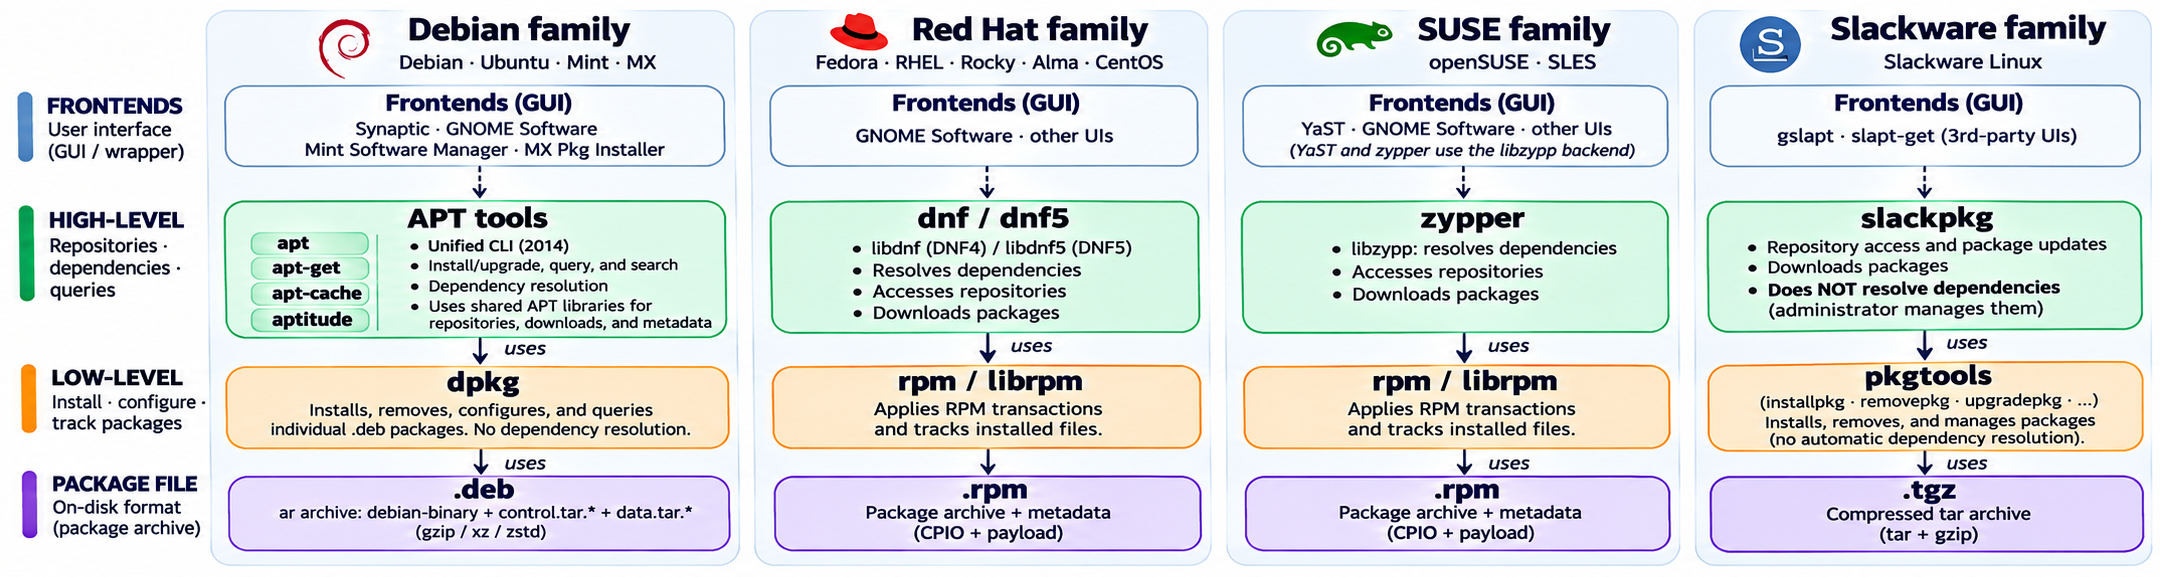 FRONTENDS
User interface
(GUI / wrapper)
HIGH-LEVEL
Repositories ·
dependencies ·
queries
LOW-LEVEL
Install · configure ·
track packages
PACKAGE FILE
On-disk format
(package archive)
Debian family
Debian · Ubuntu · Mint · MX
Frontends (GUI)
Synaptic · GNOME Software
Mint Software Manager · MX Pkg Installer
APT tools
apt
apt-get
apt-cache
aptitude
• Unified CLI (2014)
• Install/upgrade, query, and search
• Dependency resolution
• Uses shared APT libraries for
repositories, downloads, and metadata
uses
dpkg
Installs, removes, configures, and queries
individual .deb packages. No dependency resolution.
uses
.deb
ar archive: debian-binary + control.tar.* + data.tar.*
(gzip / xz / zstd)
Red Hat family
Fedora · RHEL · Rocky · Alma · CentOS
Frontends (GUI)
GNOME Software · other UIs
dnf / dnf5
• libdnf (DNF4) / libdnf5 (DNF5)
• Resolves dependencies
• Accesses repositories
• Downloads packages
uses
rpm / librpm
Applies RPM transactions
and tracks installed files.
uses
.rpm
Package archive + metadata
(CPIO + payload)
SUSE family
openSUSE · SLES
Frontends (GUI)
YaST · GNOME Software · other UIs
(YaST and zypper use the libzypp backend)
zypper
• libzypp: resolves dependencies
• Accesses repositories
• Downloads packages
uses
rpm / librpm
Applies RPM transactions
and tracks installed files.
uses
.rpm
Package archive + metadata
(CPIO + payload)
S
Slackware family
Slackware Linux
Frontends (GUI)
gslapt · slapt-get (3rd-party UIs)
slackpkg
• Repository access and package updates
• Downloads packages
• Does NOT resolve dependencies
(administrator manages them)
uses
pkgtools
(installpkg · removepkg · upgradepkg · ...)
Installs, removes, and manages packages
(no automatic dependency resolution).
uses
.tgz
Compressed tar archive
(tar + gzip)